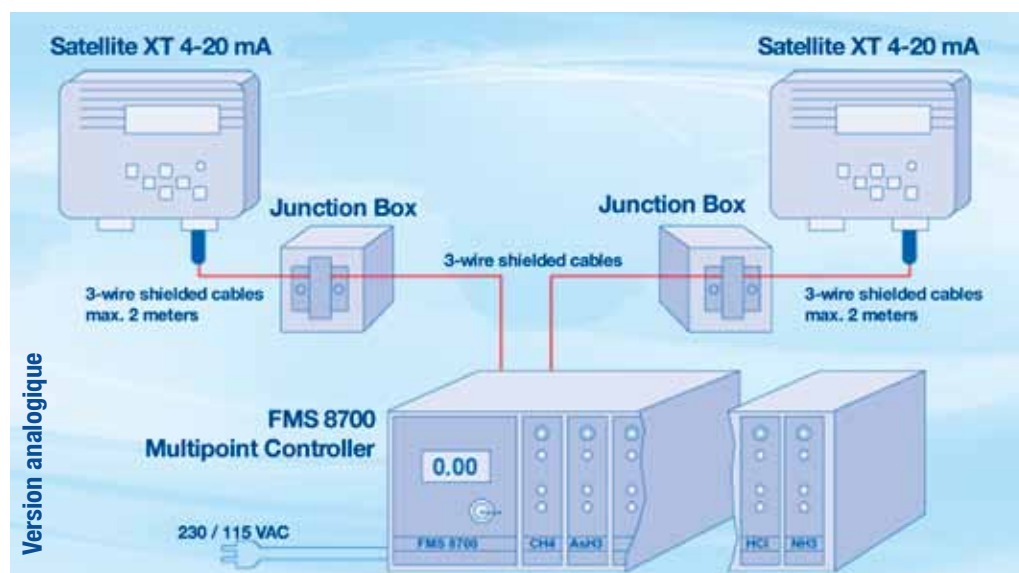 Satellite XT 4-20 mA
Satellite XT 4-20 mA
Junction Box
Junction Box
3-wire shielded cables
3-wire shielded cables
max. 2 meters
3-wire shielded cables
max. 2 meters
Version analogique
FMS 8700
Multipoint Controller
0.00
230 / 115 VAC
FMS 8700
CH4
AsH3
HCl
NH3